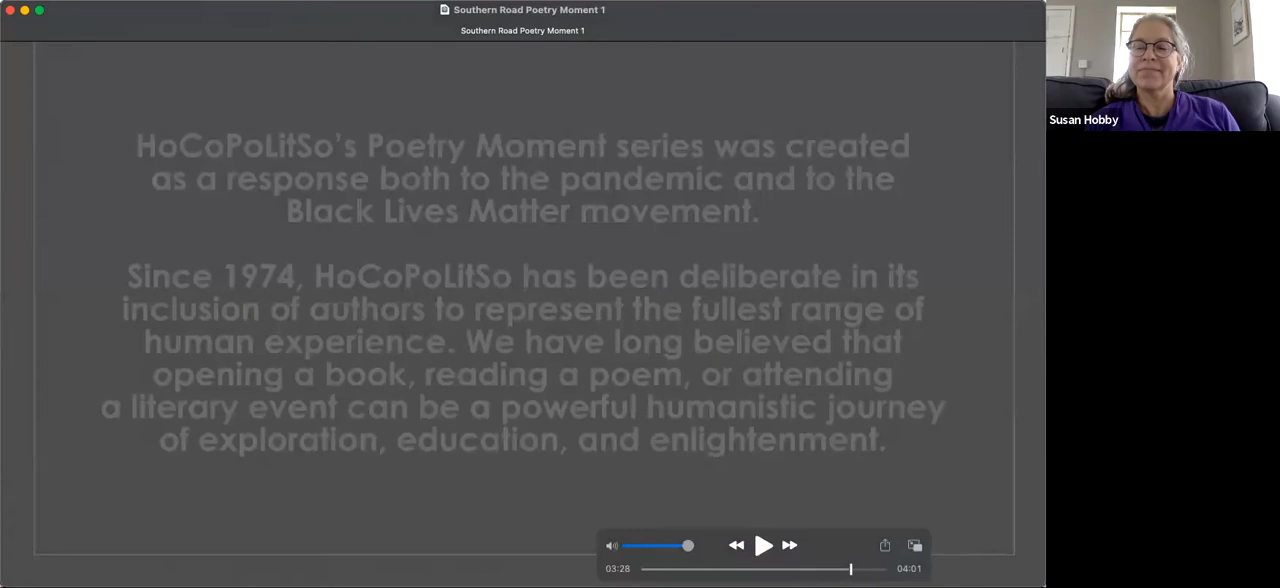 Southern Road Poetry Moment 1
Southern Road Poetry Moment 1
HoCoPoLitSo's Poetry Moment series was created
as a response both to the pandemic and to the
Black Lives Matter movement.
Since 1974, HoCoPoLitSo has been deliberate in its
inclusion of authors to represent the fullest range of
human experience. We have long believed that
opening a book, reading a poem, or attending
a literary event can be a powerful humanistic journey
of exploration, education, and enlightenment.
03:28
04:01
Susan Hobby